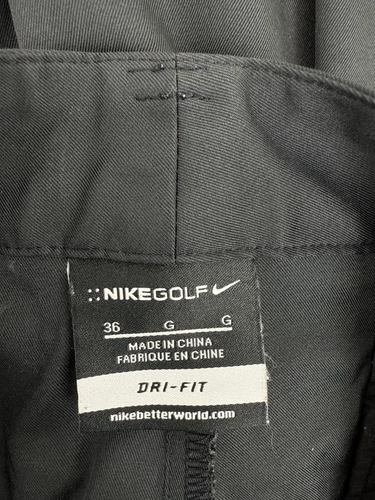 NIKEGOLF
36 G G
MADE IN CHINA
FABRIQUE EN CHINE
DRI-FIT
nikebetterworld.com